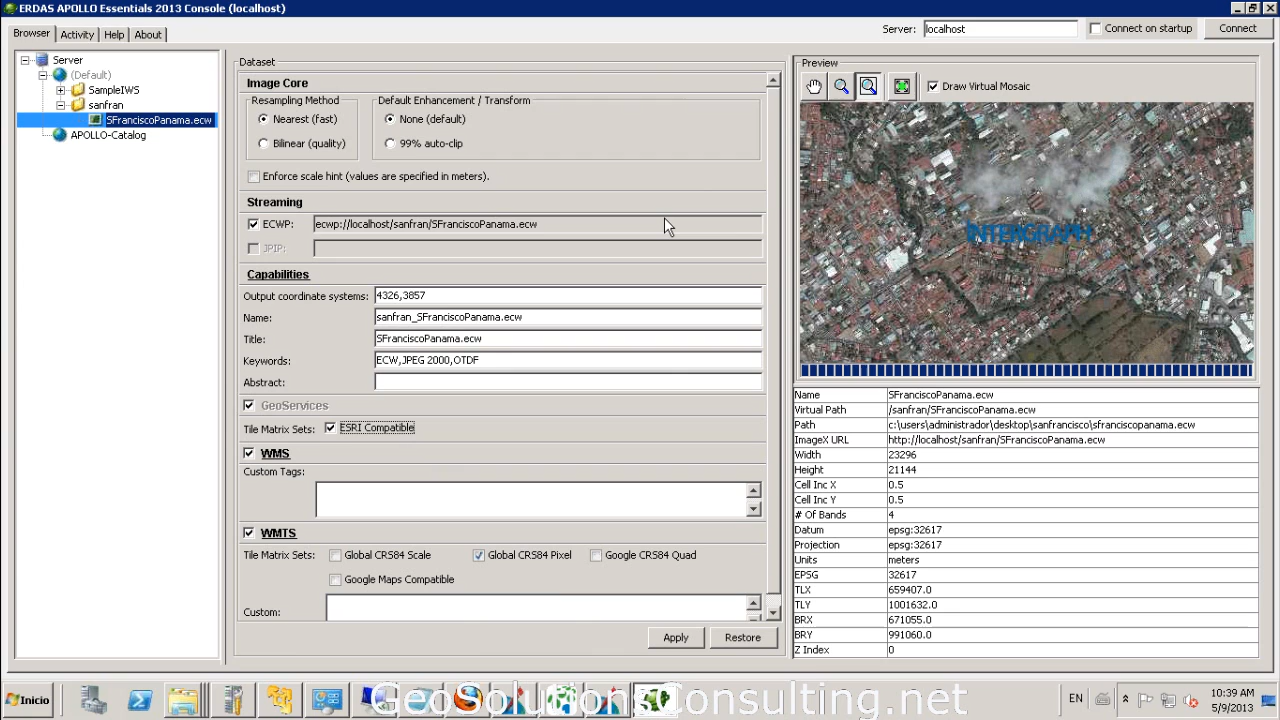 ERDAS APOLLO Essentials 2013 Console (localhost)
Browser Activity Help About
Server: localhost Connect on startup Connect
Server
(Default)
SampleIWS
sanfran
SFranciscoPanama.ecw
APOLLO-Catalog
Dataset
Image Core
Resampling Method
Nearest (fast)
Bilinear (quality)
Default Enhancement / Transform
None (default)
99% auto-clip
Enforce scale hint (values are specified in meters).
Streaming
ECWP: ecwp://localhost/sanfran/SFranciscoPanama.ecw
JPIP:
Capabilities
Output coordinate systems: 4326,3857
Name: sanfran_SFranciscoPanama.ecw
Title: SFranciscoPanama.ecw
Keywords: ECW,JPEG 2000,OTDF
Abstract:
GeoServices
Tile Matrix Sets: ESRI Compatible
WMS
Custom Tags:
WMTS
Tile Matrix Sets: Global CRS84 Scale Global CRS84 Pixel Google CRS84 Quad
Google Maps Compatible
Custom:
Apply Restore
Preview
Draw Virtual Mosaic
INTERGRAPH
Name SFranciscoPanama.ecw
Virtual Path /sanfran/SFranciscoPanama.ecw
Path c:\users\administrador\desktop\sanfrancisco\sfranciscopanama.ecw
ImageX URL http://localhost/sanfran/SFranciscoPanama.ecw
Width 23296
Height 21144
Cell Inc X 0.5
Cell Inc Y 0.5
# Of Bands 4
Datum epsg:32617
Projection epsg:32617
Units meters
EPSG 32617
TLX 659407.0
TLY 1001632.0
BRX 671055.0
BRY 991060.0
Z Index 0
Inicio
GeoSolutionsConsulting.net
EN
10:39 AM
5/9/2013